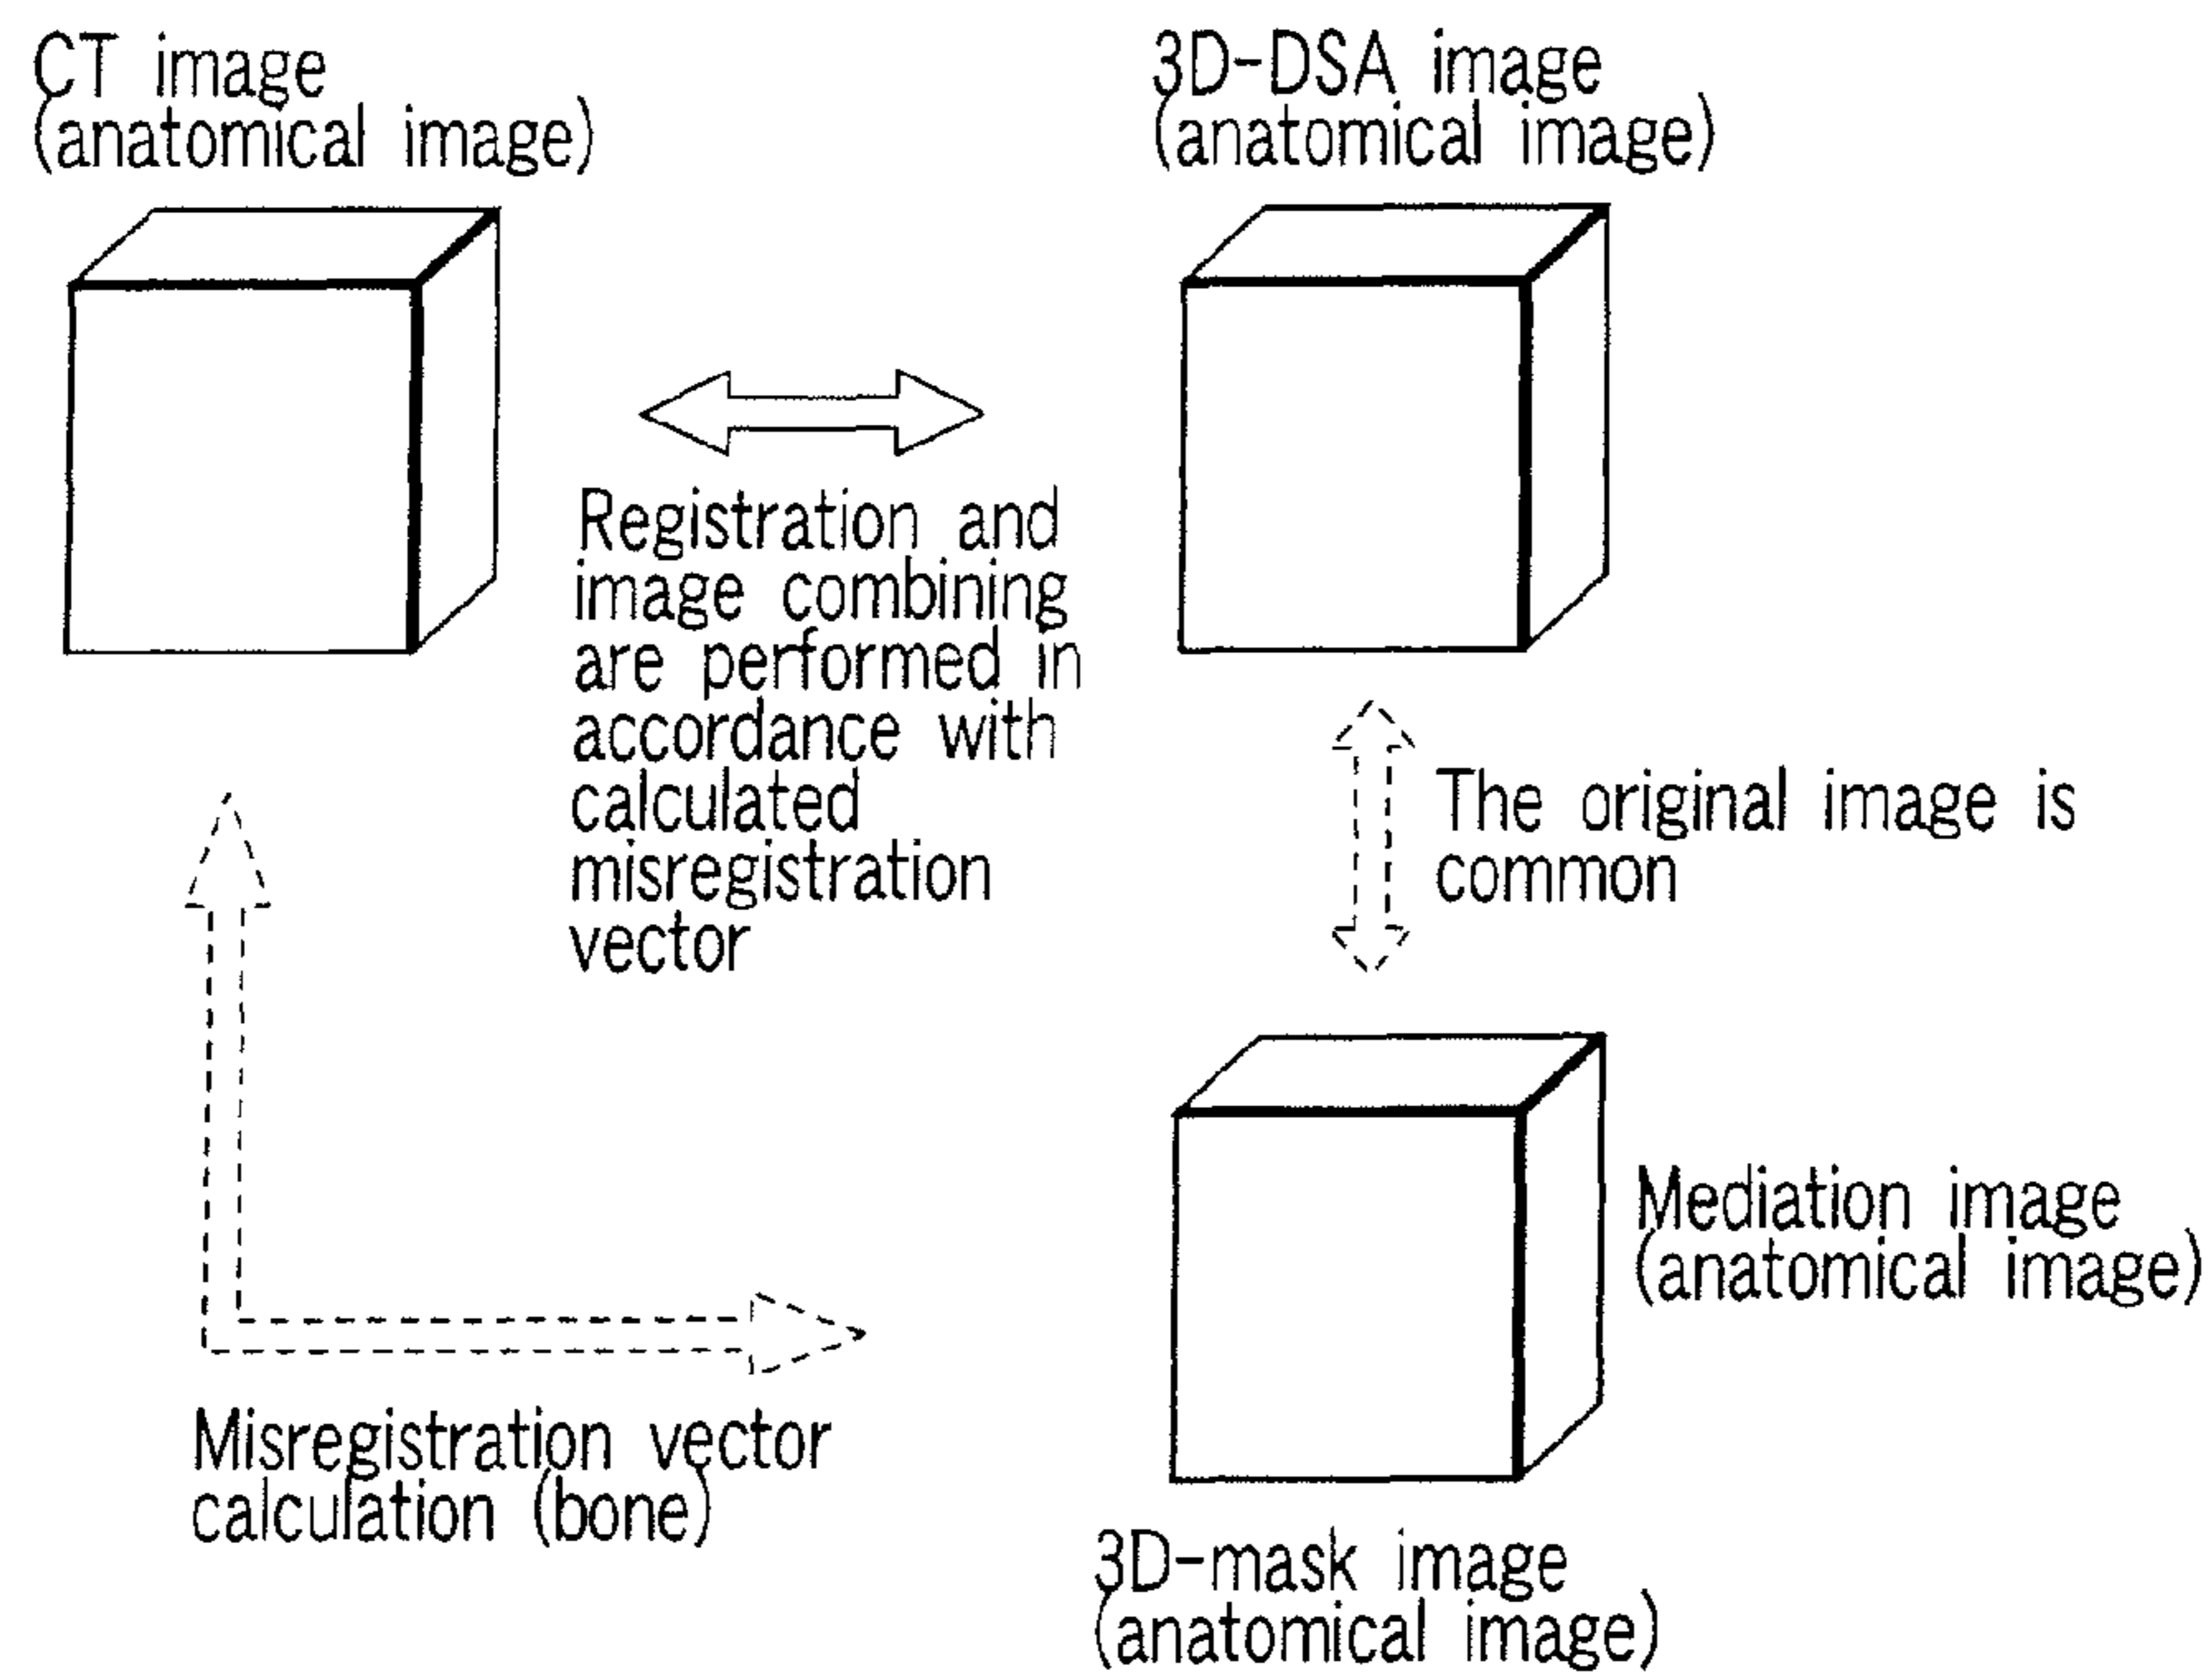 CT image
(anatomical image)
3D-DSA image
(anatomical image)
Registration and
image combining
are performed in
accordance with
calculated
misregistration
vector
The original image is
common
Mediation image
(anatomical image)
Misregistration vector
calculation (bone)
3D-mask image
(anatomical image)